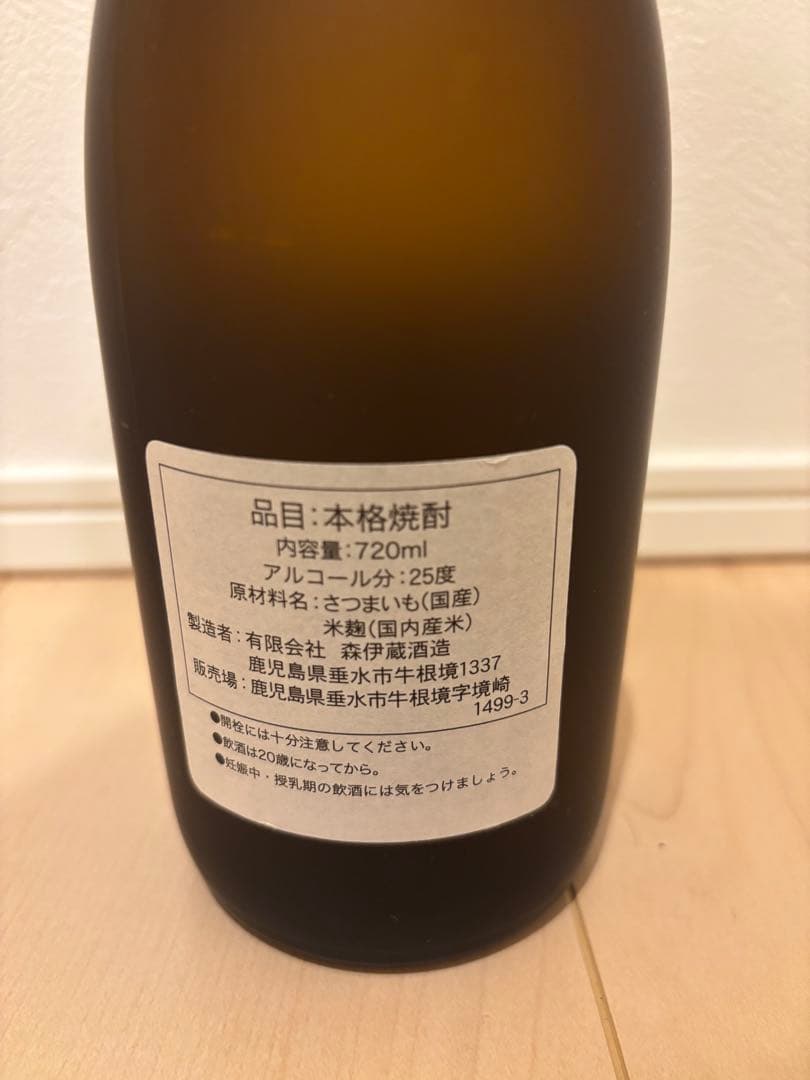 品目:本格焼酎
内容量:720ml
アルコール分:25度
原材料名:さつまいも(国産)
米麹(国内産米)
製造者:有限会社 森伊蔵酒造
鹿児島県垂水市牛根境1337
販売場:鹿児島県垂水市牛根境字境崎
1499-3
●開栓には十分注意してください。
●飲酒は20歳になってから。
●妊娠中・授乳期の飲酒には気をつけましょう。